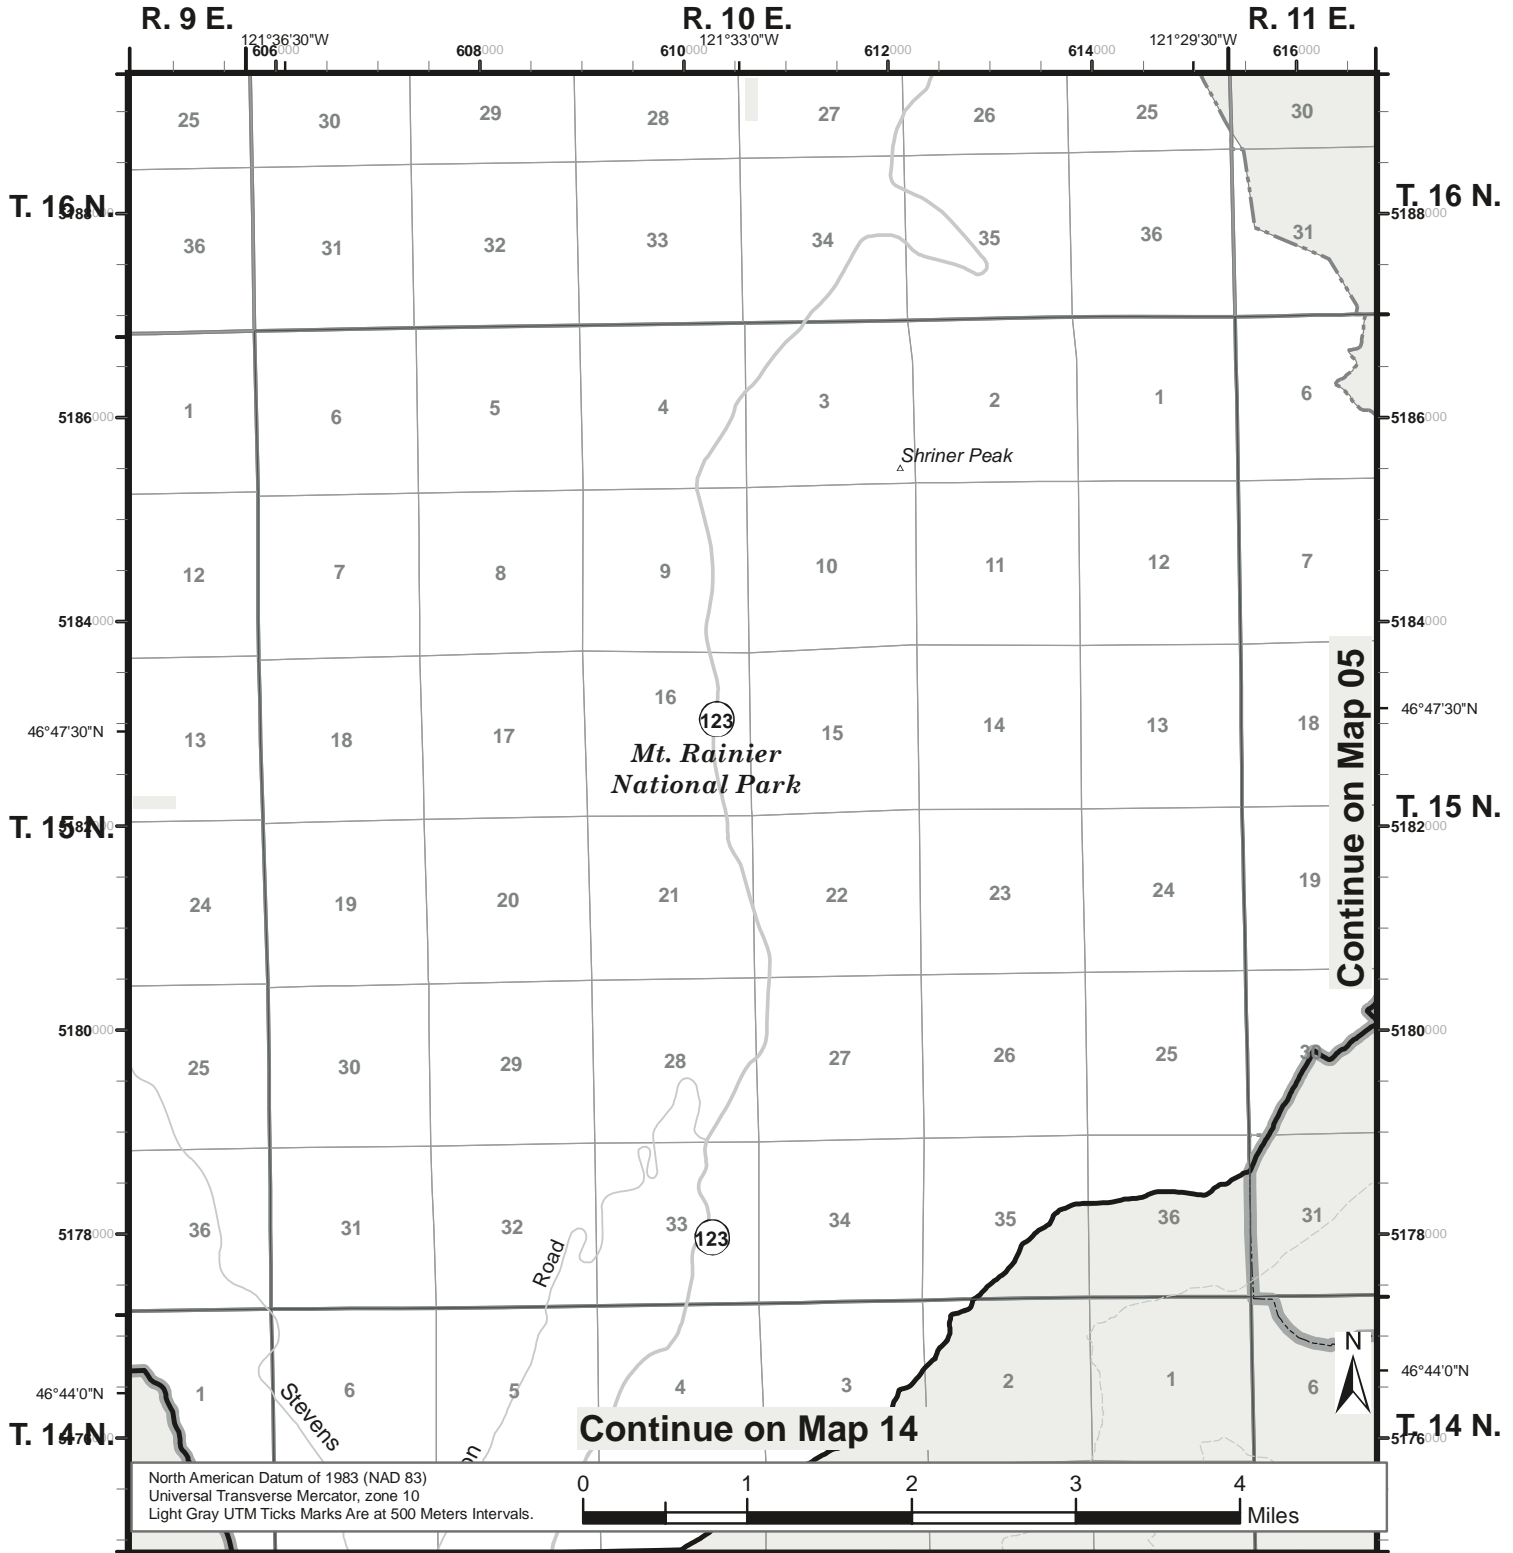 R. 9 E. R. 10 E. R. 11 E.
121°36'30"W 121°33'0"W 121°29'30"W
606000 608000 610000 612000 614000 616000
25 30 29 28 27 26 25 30
T. 16 N. T. 16 N.
5188000 5188000
36 31 32 33 34 35 36 31
1 6 5 4 3 2 1 6
5186000 5186000
Shriner Peak
12 7 8 9 10 11 12 7
5184000 5184000
Continue on Map 05
16
123
46°47'30"N 46°47'30"N
13 18 17 15 14 13 18
Mt. Rainier
National Park
T. 15 N. T. 15 N.
5182000 5182000
24 19 20 21 22 23 24 19
5180000 5180000
25 30 29 28 27 26 25
36 31 32 33 34 35 36 31
5178000 5178000
123
Road
N
46°44'0"N 46°44'0"N
1 6 5 4 3 2 1 6
Stevens
on
Continue on Map 14
T. 14 N. T. 14 N.
5176000 5176000
North American Datum of 1983 (NAD 83)
Universal Transverse Mercator, zone 10
Light Gray UTM Ticks Marks Are at 500 Meters Intervals.
0 1 2 3 4
Miles